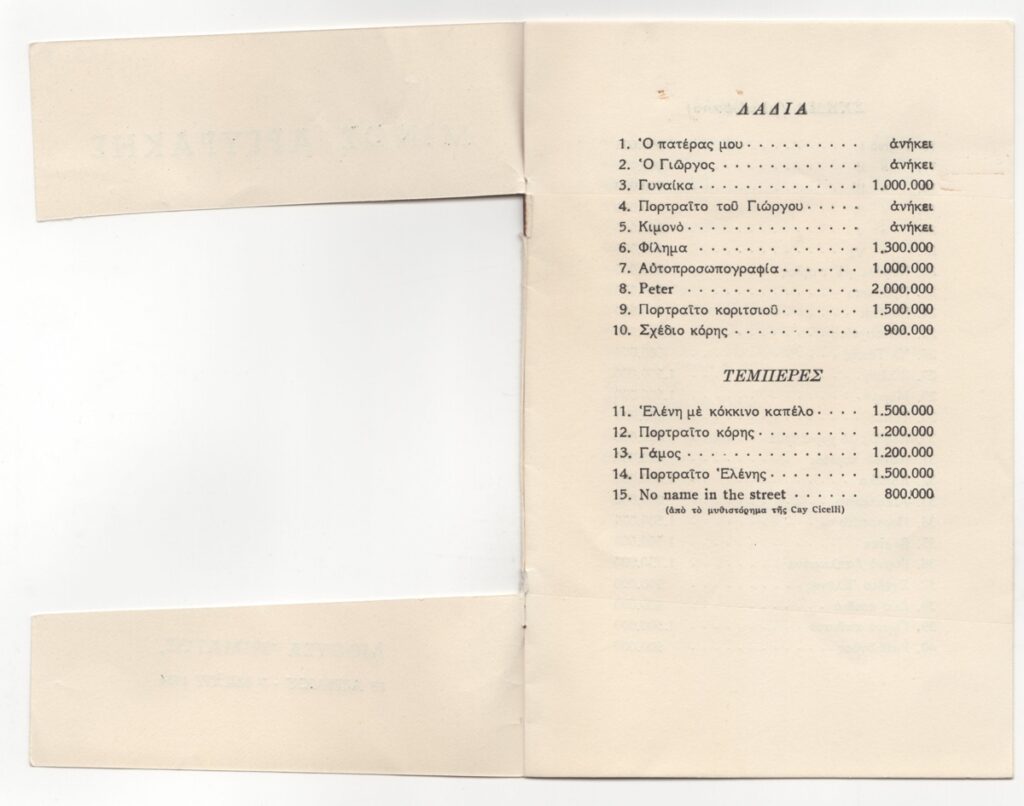 ΛΑΔΙΑ
1. Ὁ πατέρας μου · · · · · · · · · · ἀνήκει
2. Ὁ Γιῶργος · · · · · · · · · · · · ἀνήκει
3. Γυναίκα · · · · · · · · · · · · · 1.000.000
4. Πορτραῖτο τοῦ Γιώργου · · · · · ἀνήκει
5. Κιμονὸ · · · · · · · · · · · · · · ἀνήκει
6. Φίλημα · · · · · · · · · · · · 1.300.000
7. Αὐτοπροσωπογραφία · · · · · · · 1.000.000
8. Peter · · · · · · · · · · · · · · 2.000.000
9. Πορτραῖτο κοριτσιοῦ · · · · · · · 1.500.000
10. Σχέδιο κόρης · · · · · · · · · · · 900.000
ΤΕΜΠΕΡΕΣ
11. Ἑλένη μὲ κόκκινο καπέλο · · · · 1.500.000
12. Πορτραῖτο κόρης · · · · · · · · · 1.200.000
13. Γάμος · · · · · · · · · · · · · · 1.200.000
14. Πορτραῖτο Ἑλένης · · · · · · · · 1.500.000
15. No name in the street · · · · · · 800.000
(ἀπὸ τὸ μυθιστόρημα τῆς Cay Cicelli)